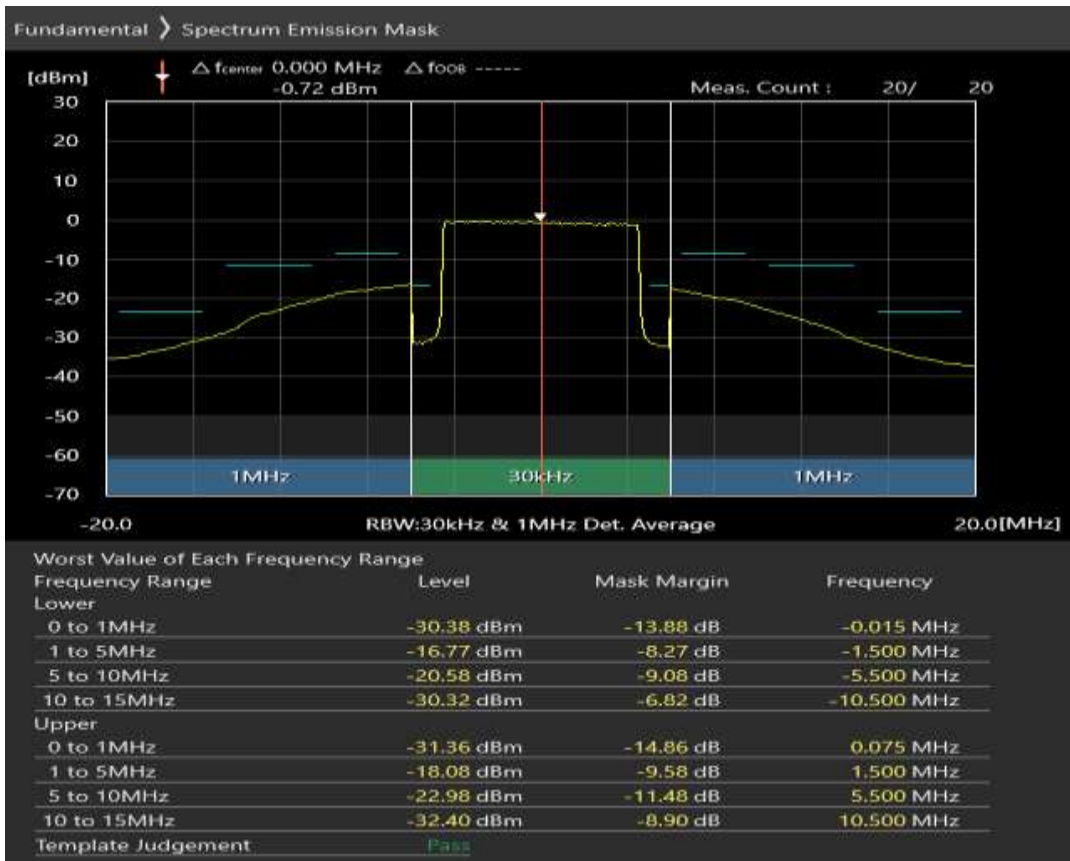 Fundamental ❯ Spectrum Emission Mask
[dBm] △ fcenter 0.000 MHz △ fOOB -----
-0.72 dBm Meas. Count : 20/ 20
30
20
10
0
-10
-20
-30
-40
-50
-60
1MHz 30kHz 1MHz
-70
-20.0 RBW:30kHz & 1MHz Det. Average 20.0[MHz]
Worst Value of Each Frequency Range
Frequency Range Level Mask Margin Frequency
Lower
0 to 1MHz -30.38 dBm -13.88 dB -0.015 MHz
1 to 5MHz -16.77 dBm -8.27 dB -1.500 MHz
5 to 10MHz -20.58 dBm -9.08 dB -5.500 MHz
10 to 15MHz -30.32 dBm -6.82 dB -10.500 MHz
Upper
0 to 1MHz -31.36 dBm -14.86 dB 0.075 MHz
1 to 5MHz -18.08 dBm -9.58 dB 1.500 MHz
5 to 10MHz -22.98 dBm -11.48 dB 5.500 MHz
10 to 15MHz -32.40 dBm -8.90 dB 10.500 MHz
Template Judgement Pass